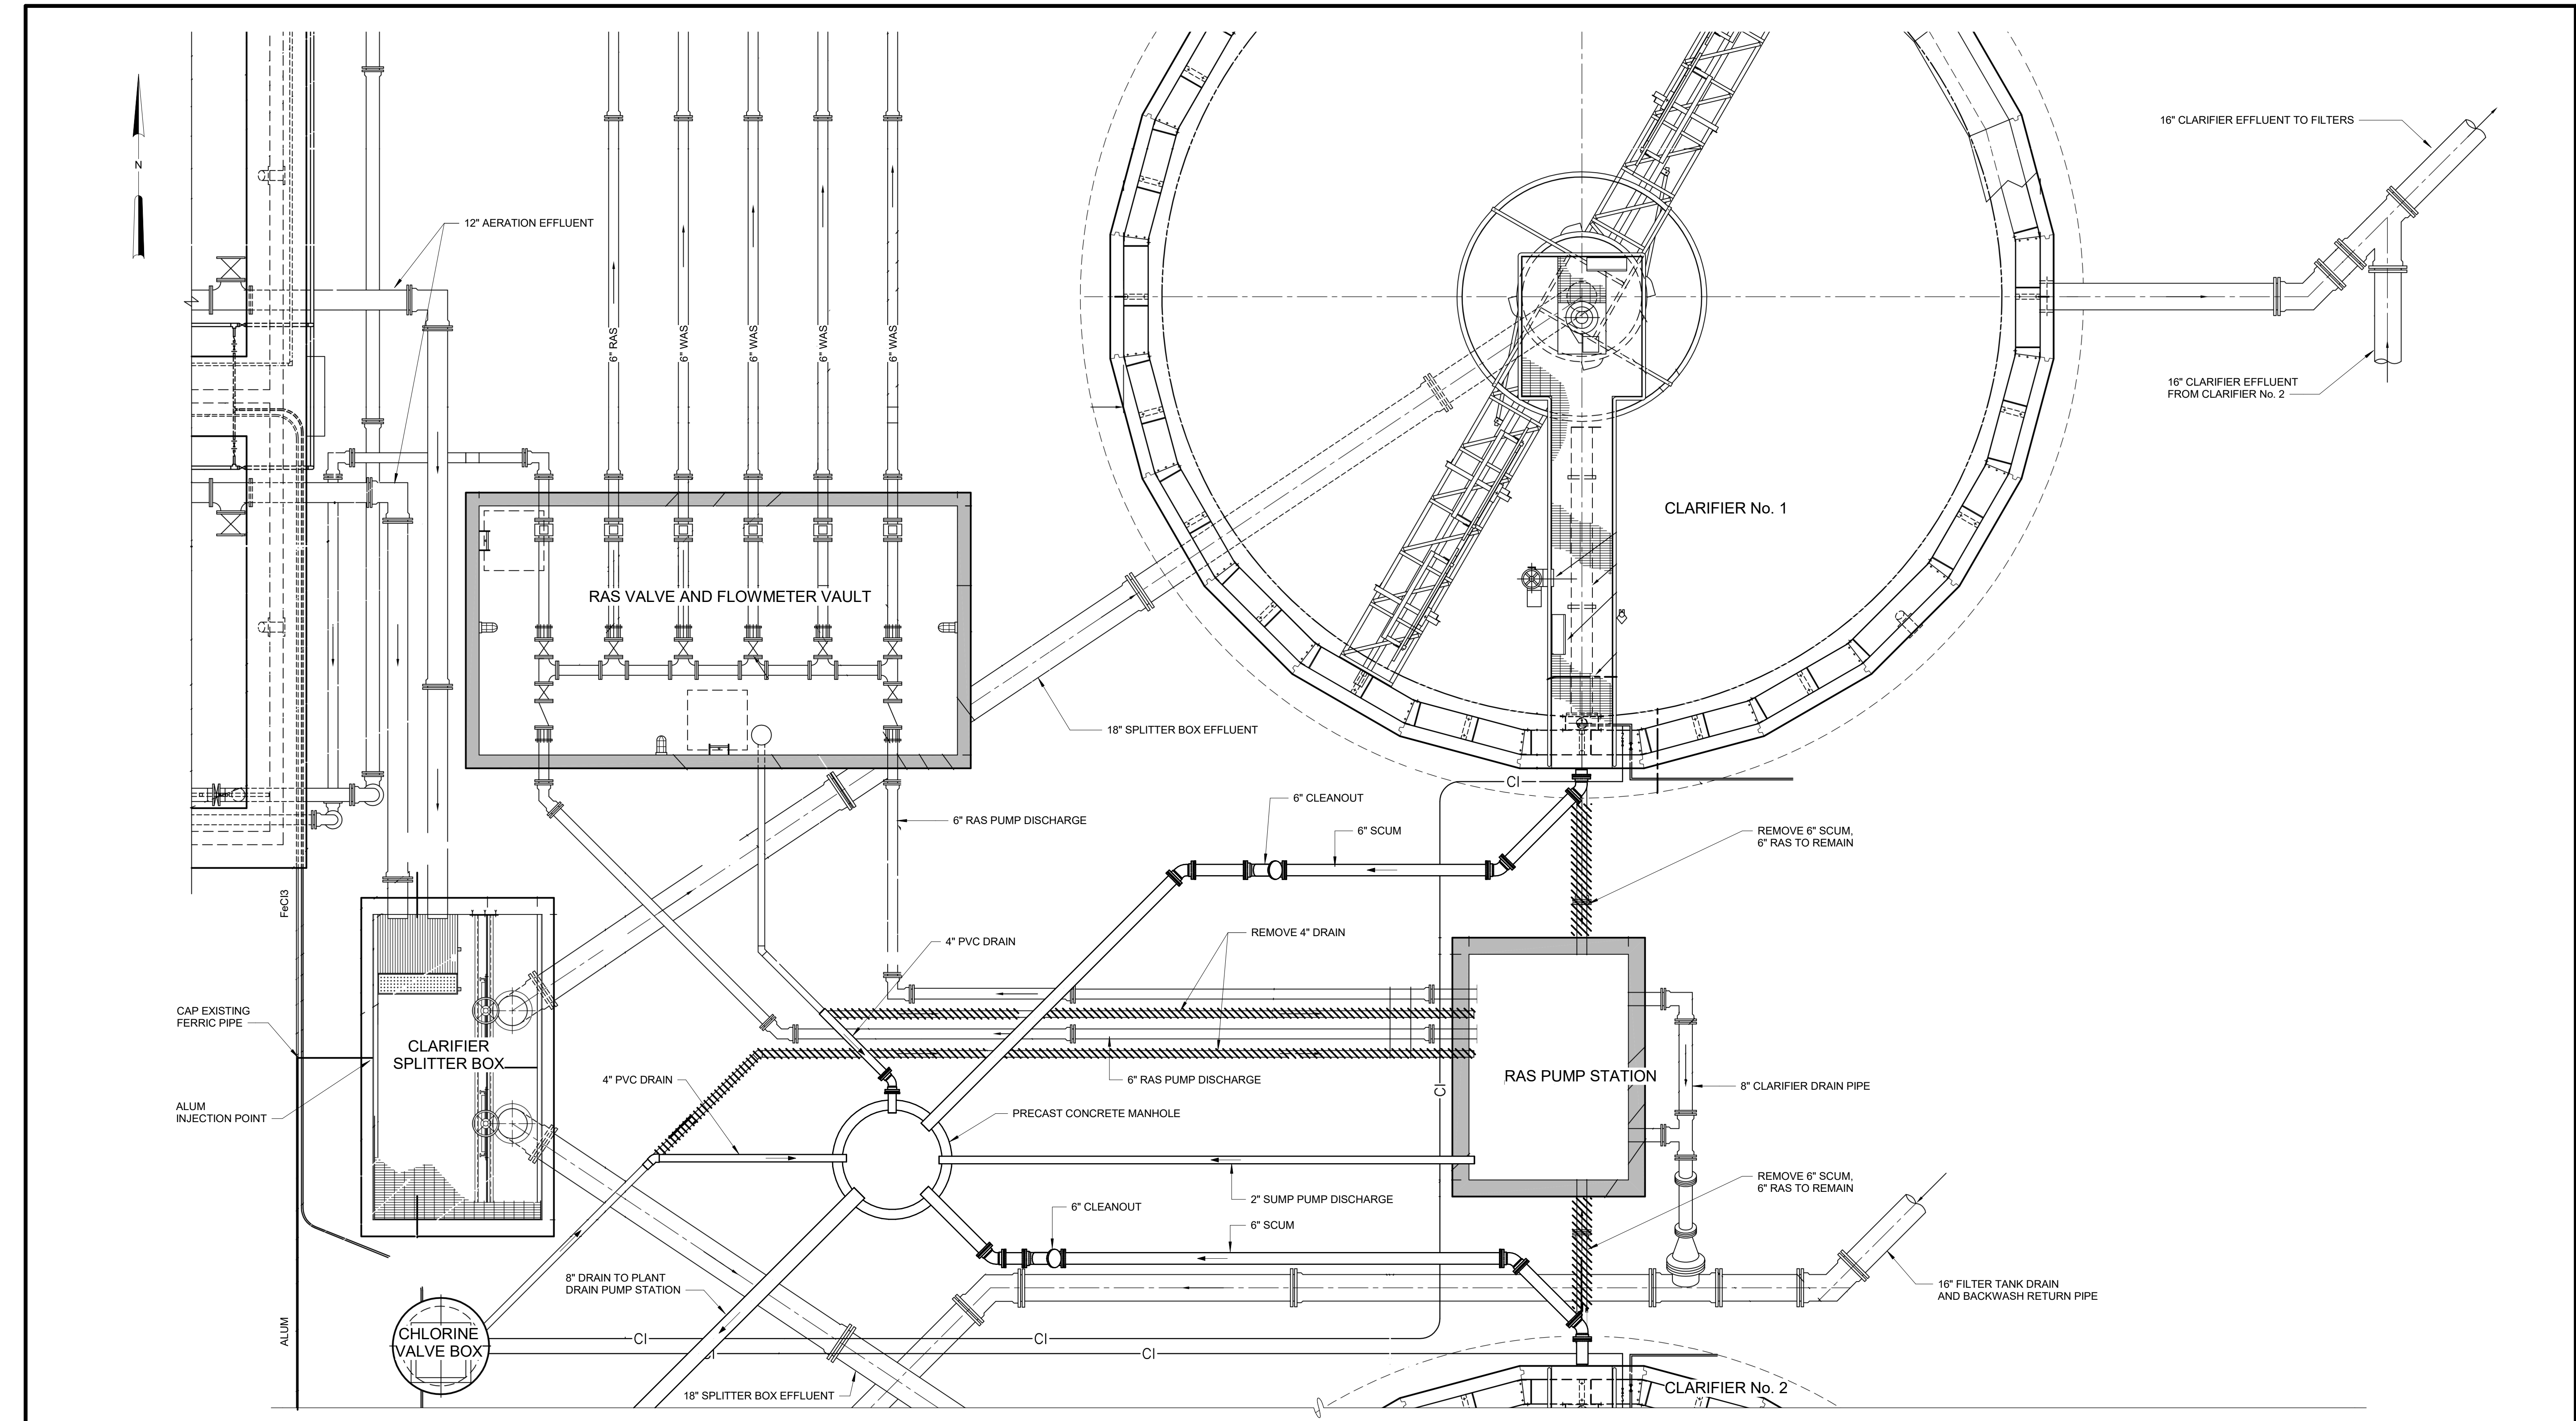 N
12" AERATION EFFLUENT
6" RAS
6" WAS
6" WAS
6" WAS
6" WAS
16" CLARIFIER EFFLUENT TO FILTERS
16" CLARIFIER EFFLUENT
FROM CLARIFIER No. 2
CLARIFIER No. 1
RAS VALVE AND FLOWMETER VAULT
18" SPLITTER BOX EFFLUENT
Cl
6" CLEANOUT
6" SCUM
6" RAS PUMP DISCHARGE
REMOVE 6" SCUM,
6" RAS TO REMAIN
FeCl3
4" PVC DRAIN
REMOVE 4" DRAIN
CAP EXISTING
FERRIC PIPE
CLARIFIER
SPLITTER BOX
ALUM
INJECTION POINT
4" PVC DRAIN
6" RAS PUMP DISCHARGE
Cl
RAS PUMP STATION
8" CLARIFIER DRAIN PIPE
PRECAST CONCRETE MANHOLE
REMOVE 6" SCUM,
6" RAS TO REMAIN
2" SUMP PUMP DISCHARGE
6" CLEANOUT
6" SCUM
8" DRAIN TO PLANT
DRAIN PUMP STATION
16" FILTER TANK DRAIN
AND BACKWASH RETURN PIPE
ALUM
CHLORINE
VALVE BOX
Cl
Cl
Cl
Cl
18" SPLITTER BOX EFFLUENT
CLARIFIER No. 2